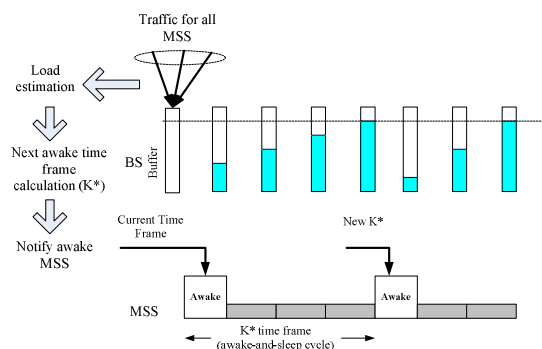 Traffic for all
MSS
Load
estimation
Next awake time
frame
calculation (K*)
BS
Buffer
Notify awake
MSS
Current Time
Frame
New K*
Awake
Awake
MSS
K* time frame
(awake-and-sleep cycle)